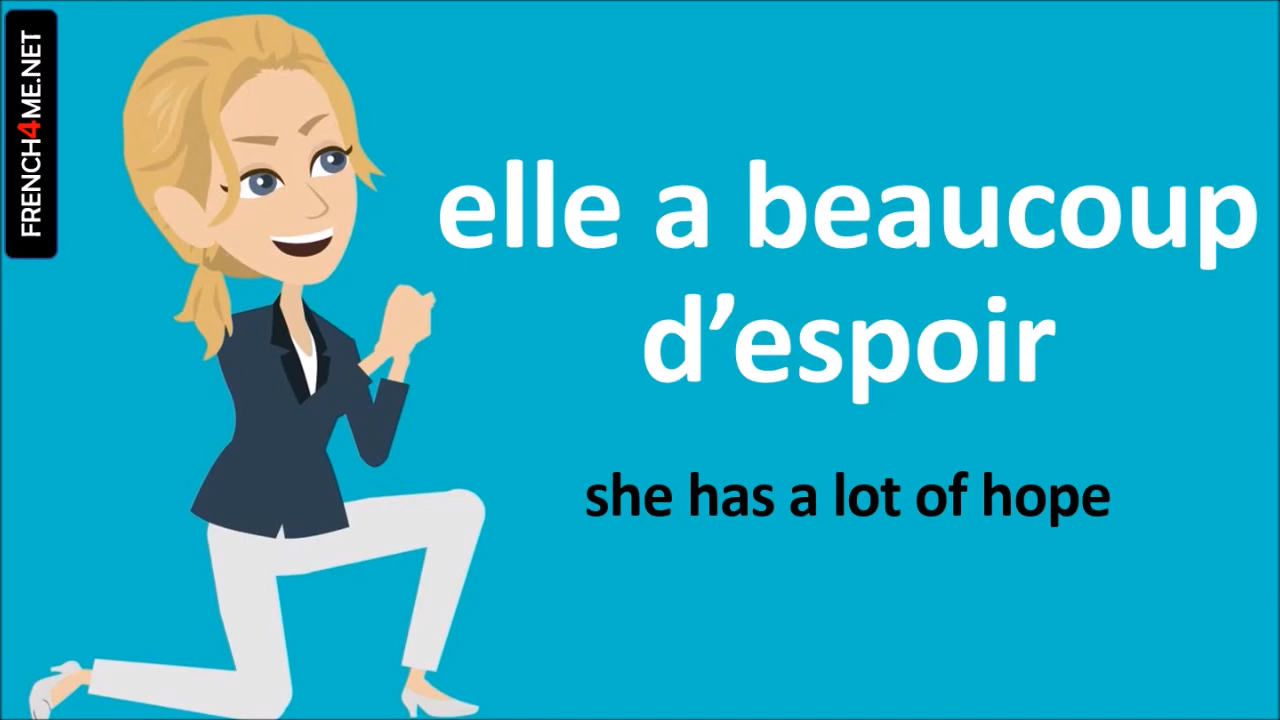 FRENCH4ME.NET
elle a beaucoup
d’espoir
she has a lot of hope